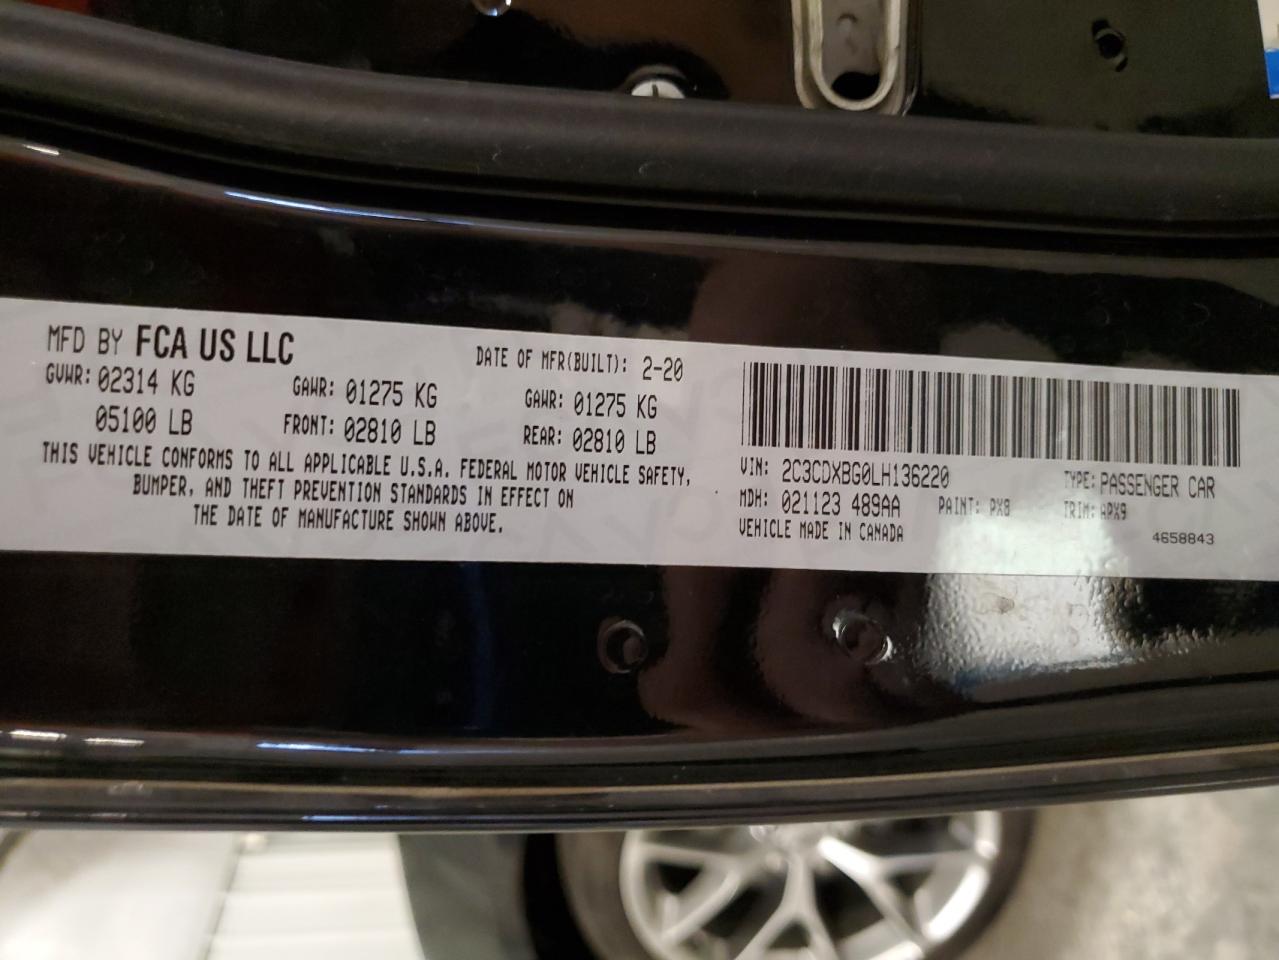 MFD BY FCA US LLC
DATE OF MFR(BUILT): 2-20
GVWR: 02314 KG
05100 LB
GAWR: 01275 KG
FRONT: 02810 LB
GAWR: 01275 KG
REAR: 02810 LB
THIS VEHICLE CONFORMS TO ALL APPLICABLE U.S.A. FEDERAL MOTOR VEHICLE SAFETY,
BUMPER, AND THEFT PREVENTION STANDARDS IN EFFECT ON
THE DATE OF MANUFACTURE SHOWN ABOVE.
VIN: 2C3CDXBG0LH136220
TYPE: PASSENGER CAR
MDH: 021123 489AA
PAINT: PX8
TRIM: APX9
VEHICLE MADE IN CANADA
4658843